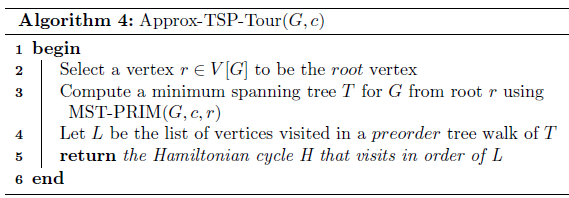 Algorithm 4: Approx-TSP-Tour(G, c)
1 begin
2 Select a vertex r ∈ V[G] to be the root vertex
3 Compute a minimum spanning tree T for G from root r using
MST-PRIM(G, c, r)
4 Let L be the list of vertices visited in a preorder tree walk of T
5 return the Hamiltonian cycle H that visits in order of L
6 end